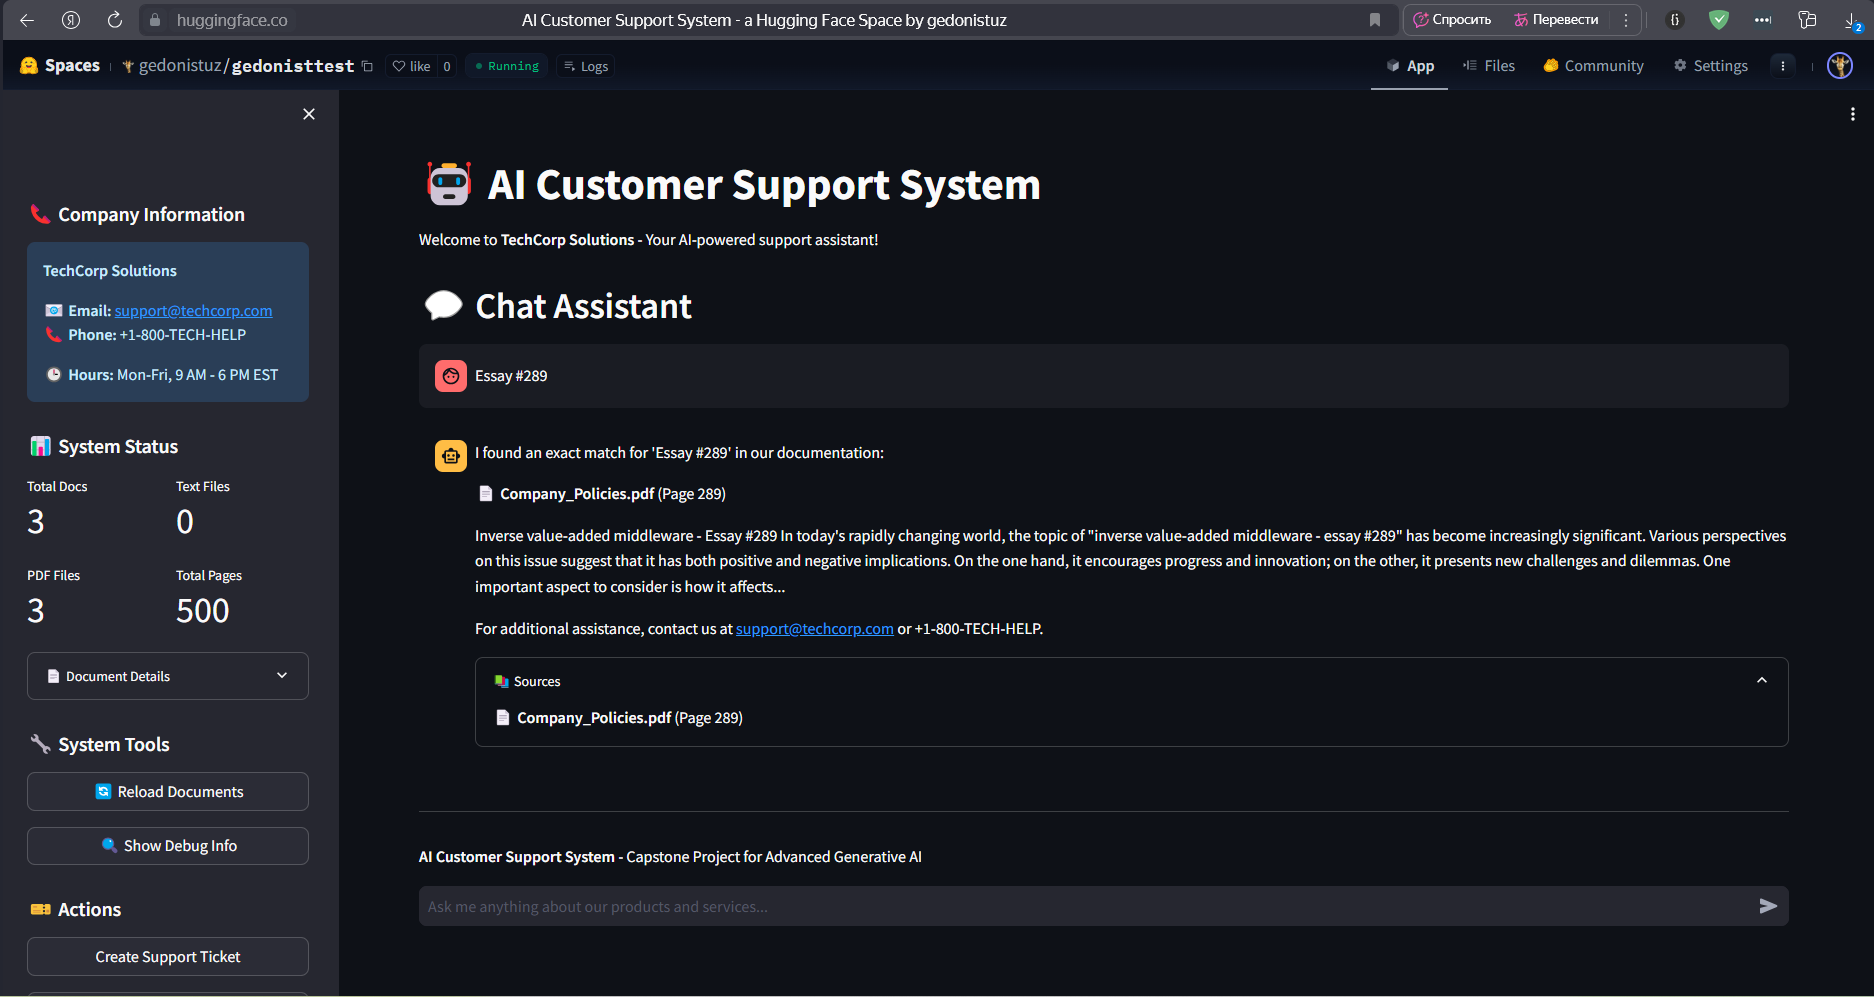 huggingface.co
AI Customer Support System - a Hugging Face Space by gedonistuz
Спросить
Перевести
2
Spaces
gedonistuz/gedonisttest
like 0
Running
Logs
App
Files
Community
Settings
Company Information
TechCorp Solutions
Email: support@techcorp.com
Phone: +1-800-TECH-HELP
Hours: Mon-Fri, 9 AM - 6 PM EST
System Status
Total Docs
Text Files
3
0
PDF Files
Total Pages
3
500
Document Details
System Tools
Reload Documents
Show Debug Info
Actions
Create Support Ticket
AI Customer Support System
Welcome to TechCorp Solutions - Your AI-powered support assistant!
Chat Assistant
Essay #289
I found an exact match for 'Essay #289' in our documentation:
Company_Policies.pdf (Page 289)
Inverse value-added middleware - Essay #289 In today's rapidly changing world, the topic of "inverse value-added middleware - essay #289" has become increasingly significant. Various perspectives
on this issue suggest that it has both positive and negative implications. On the one hand, it encourages progress and innovation; on the other, it presents new challenges and dilemmas. One
important aspect to consider is how it affects...
For additional assistance, contact us at support@techcorp.com or +1-800-TECH-HELP.
Sources
Company_Policies.pdf (Page 289)
AI Customer Support System - Capstone Project for Advanced Generative AI
Ask me anything about our products and services...